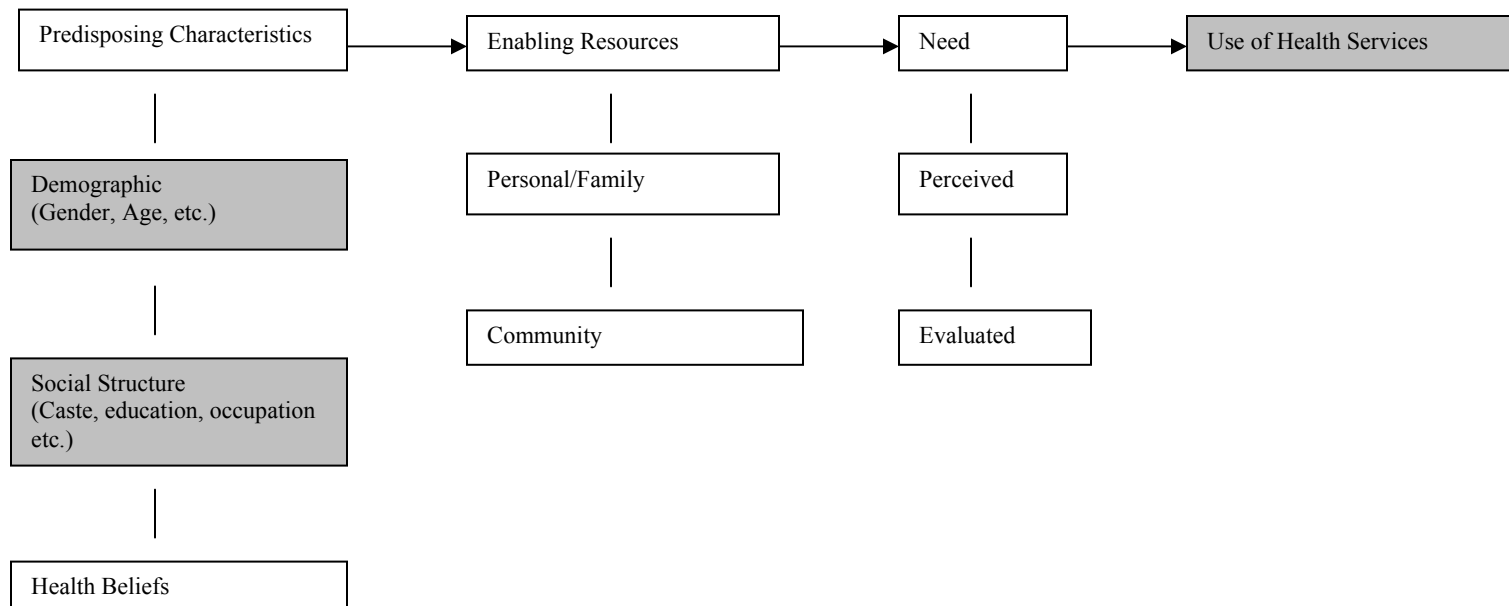 Predisposing Characteristics
Enabling Resources
Need
Use of Health Services
Demographic
(Gender, Age, etc.)
Personal/Family
Perceived
Community
Evaluated
Social Structure
(Caste, education, occupation
etc.)
Health Beliefs